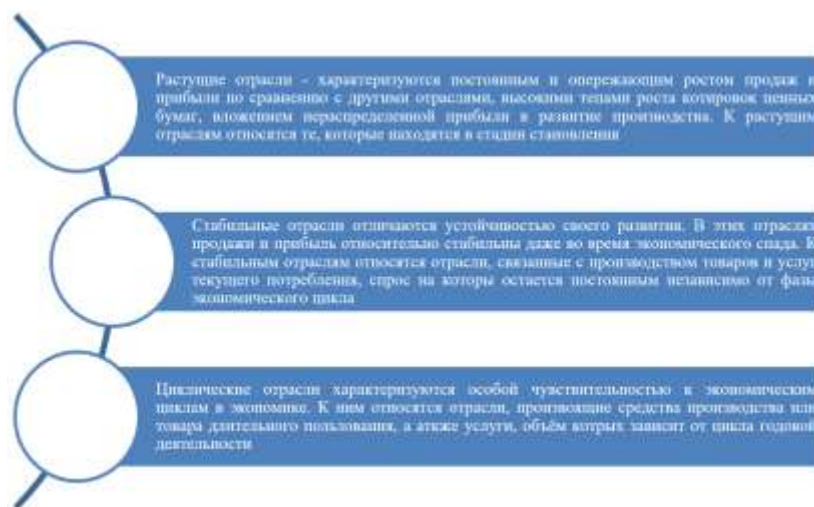 Растущие отрасли - характеризуются постоянным и опережающим ростом продаж и
прибыли по сравнению с другими отраслями, высокими темпами роста котировок ценных
бумаг, вложением нераспределенной прибыли в развитие производства. К растущим
отраслям относятся те, которые находятся в стадии становления
Стабильные отрасли отличаются устойчивостью своего развития. В этих отраслях
продажи и прибыль относительно стабильны даже во время экономического спада. К
стабильным отраслям относятся отрасли, связанные с производством товаров и услуг
текущего потребления, спрос на которы остается постоянным независимо от фазы
экономического цикла
Циклические отрасли характеризуются особой чувствительностью к экономическим
циклам в экономике. К ним относятся отрасли, произвоящие средства производства или
товара длительного пользования, а аткже услуги, объём котрых зависит от цикла годовой
деятельности